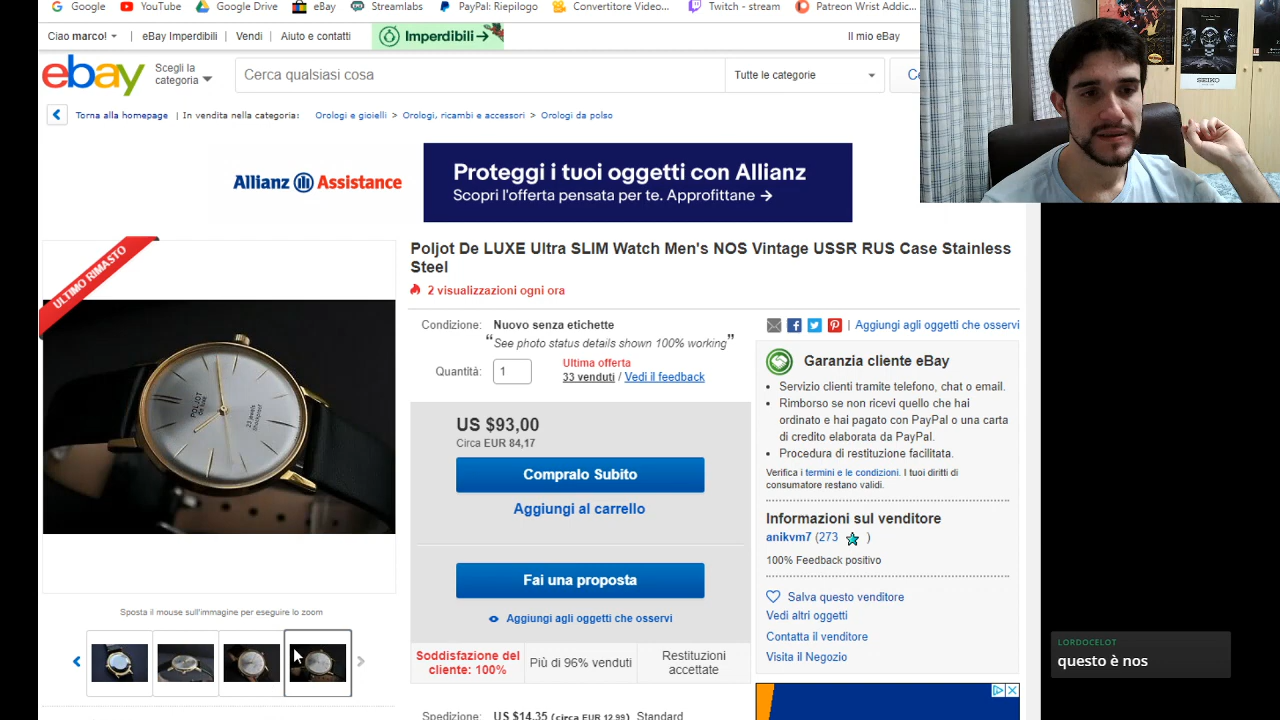 Google YouTube Google Drive eBay Streamlabs PayPal: Riepilogo Convertitore Video... Twitch - stream Patreon Wrist Addic...
Ciao marco! eBay Imperdibili Vendi Aiuto e contatti Imperdibili→ Il mio eBay
ebay Scegli la categoria Cerca qualsiasi cosa Tutte le categorie
Torna alla homepage | In vendita nella categoria: Orologi e gioielli > Orologi, ricambi e accessori > Orologi da polso
Allianz Assistance
Proteggi i tuoi oggetti con Allianz
Scopri l'offerta pensata per te. Approfittane →
SEIKO
ULTIMO RIMASTO
Poljot De LUXE Ultra SLIM Watch Men's NOS Vintage USSR RUS Case Stainless
Steel
2 visualizzazioni ogni ora
Condizione: Nuovo senza etichette
“See photo status details shown 100% working”
Quantità: 1 Ultima offerta
33 venduti / Vedi il feedback
US $93,00
Circa EUR 84,17
Compralo Subito
Aggiungi al carrello
Fai una proposta
Aggiungi agli oggetti che osservi
Soddisfazione del
cliente: 100%
Più di 96% venduti
Restituzioni
accettate
Spedizione: US $14,35 (circa EUR 12,99) Standard
POLJOT
de luxe
23 jewels
shockproof
Sposta il mouse sull'immagine per eseguire lo zoom
| Aggiungi agli oggetti che osservi
Garanzia cliente eBay
• Servizio clienti tramite telefono, chat o email.
• Rimborso se non ricevi quello che hai
ordinato e hai pagato con PayPal o una carta
di credito elaborata da PayPal.
• Procedura di restituzione facilitata.
Vedi i termini e le condizioni. I tuoi diritti di
consumatore restano validi.
Informazioni sul venditore
anikvm7 (273 )
100% Feedback positivo
Salva questo venditore
Vedi altri oggetti
Contatta il venditore
Visita il Negozio
LORDOCELOT
questo è nos